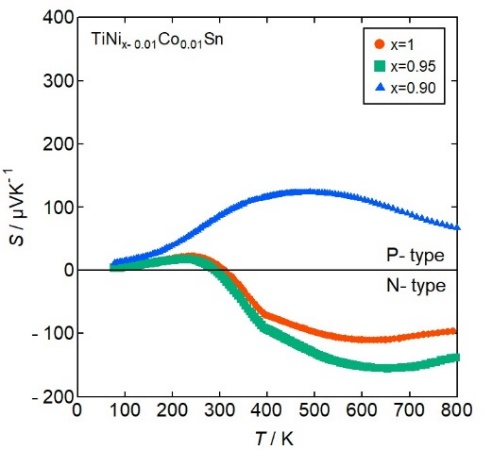 TiNix- 0.01Co0.01Sn
x=1
x=0.95
x=0.90
400
300
200
100
0
- 100
- 200
S / μVK-1
P- type
N- type
0 100 200 300 400 500 600 700 800
T / K